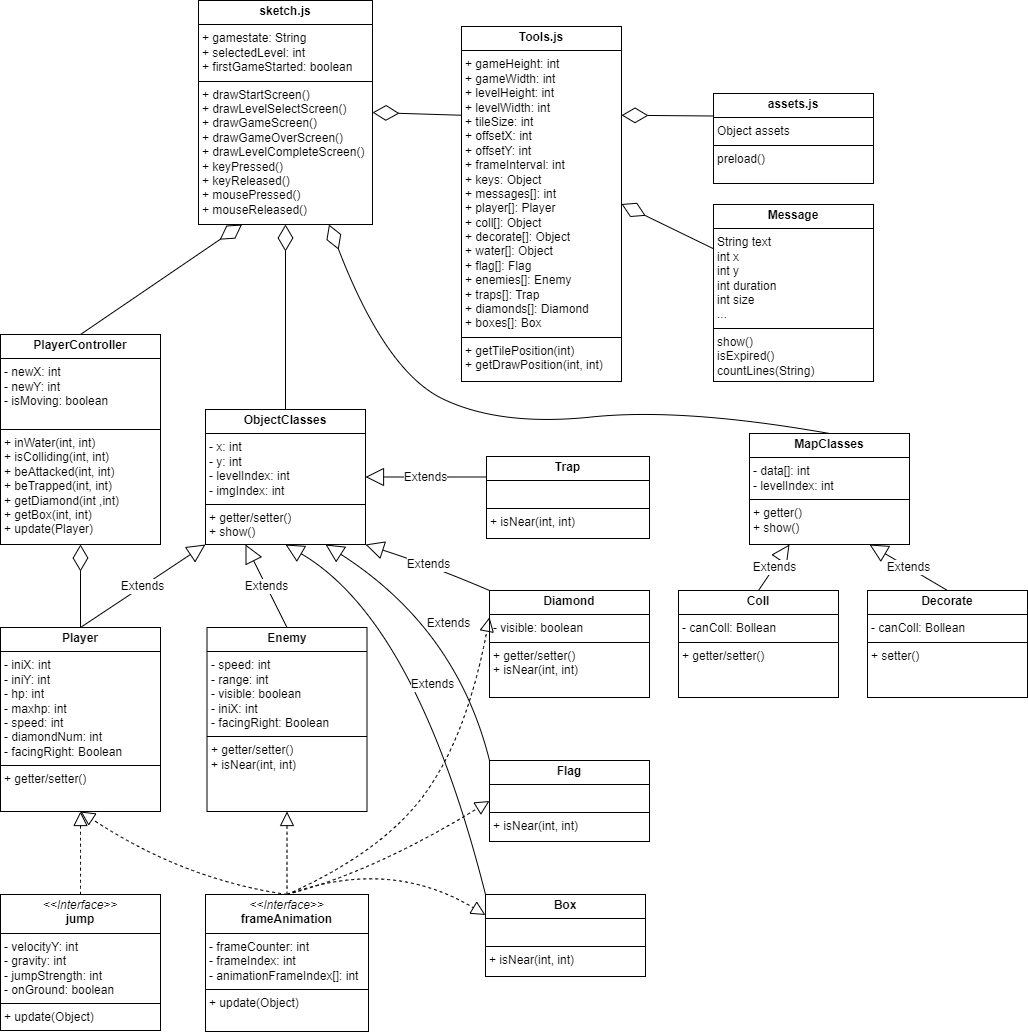 sketch.js
+ gamestate: String
+ selectedLevel: int
+ firstGameStarted: boolean
+ drawStartScreen()
+ drawLevelSelectScreen()
+ drawGameScreen()
+ drawGameOverScreen()
+ drawLevelCompleteScreen()
+ keyPressed()
+ keyReleased()
+ mousePressed()
+ mouseReleased()
Tools.js
+ gameHeight: int
+ gameWidth: int
+ levelHeight: int
+ levelWidth: int
+ tileSize: int
+ offsetX: int
+ offsetY: int
+ frameInterval: int
+ keys: Object
+ messages[]: int
+ player[]: Player
+ coll[]: Object
+ decorate[]: Object
+ water[]: Object
+ flag[]: Flag
+ enemies[]: Enemy
+ traps[]: Trap
+ diamonds[]: Diamond
+ boxes[]: Box
+ getTilePosition(int)
+ getDrawPosition(int, int)
assets.js
Object assets
preload()
Message
String text
int x
int y
int duration
int size
...
show()
isExpired()
countLines(String)
PlayerController
- newX: int
- newY: int
- isMoving: boolean
+ inWater(int, int)
+ isColliding(int, int)
+ beAttacked(int, int)
+ beTrapped(int, int)
+ getDiamond(int ,int)
+ getBox(int, int)
+ update(Player)
ObjectClasses
- x: int
- y: int
- levelIndex: int
- imgIndex: int
+ getter/setter()
+ show()
Extends
Trap
+ isNear(int, int)
MapClasses
- data[]: int
- levelIndex: int
+ getter()
+ show()
Extends
Extends
Extends
Extends
Extends
Extends
Extends
Player
- iniX: int
- iniY: int
- hp: int
- maxhp: int
- speed: int
- diamondNum: int
- facingRight: Boolean
+ getter/setter()
Enemy
- speed: int
- range: int
- visible: boolean
- iniX: int
- facingRight: Boolean
+ getter/setter()
+ isNear(int, int)
Diamond
- visible: boolean
+ getter/setter()
+ isNear(int, int)
Coll
- canColl: Bollean
+ getter/setter()
Decorate
- canColl: Bollean
+ setter()
Flag
+ isNear(int, int)
<<Interface>>
jump
- velocityY: int
- gravity: int
- jumpStrength: int
- onGround: boolean
+ update(Object)
<<Interface>>
frameAnimation
- frameCounter: int
- frameIndex: int
- animationFrameIndex[]: int
+ update(Object)
Box
+ isNear(int, int)